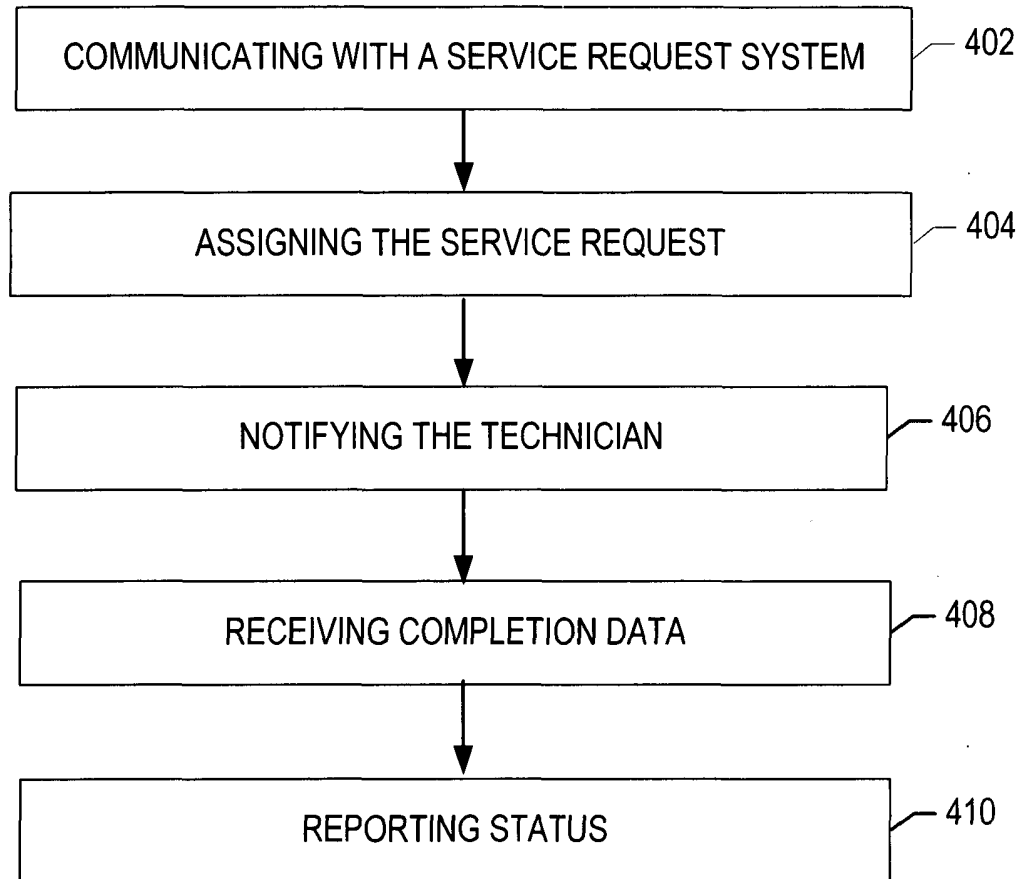 COMMUNICATING WITH A SERVICE REQUEST SYSTEM
402
ASSIGNING THE SERVICE REQUEST
404
NOTIFYING THE TECHNICIAN
406
RECEIVING COMPLETION DATA
408
REPORTING STATUS
410